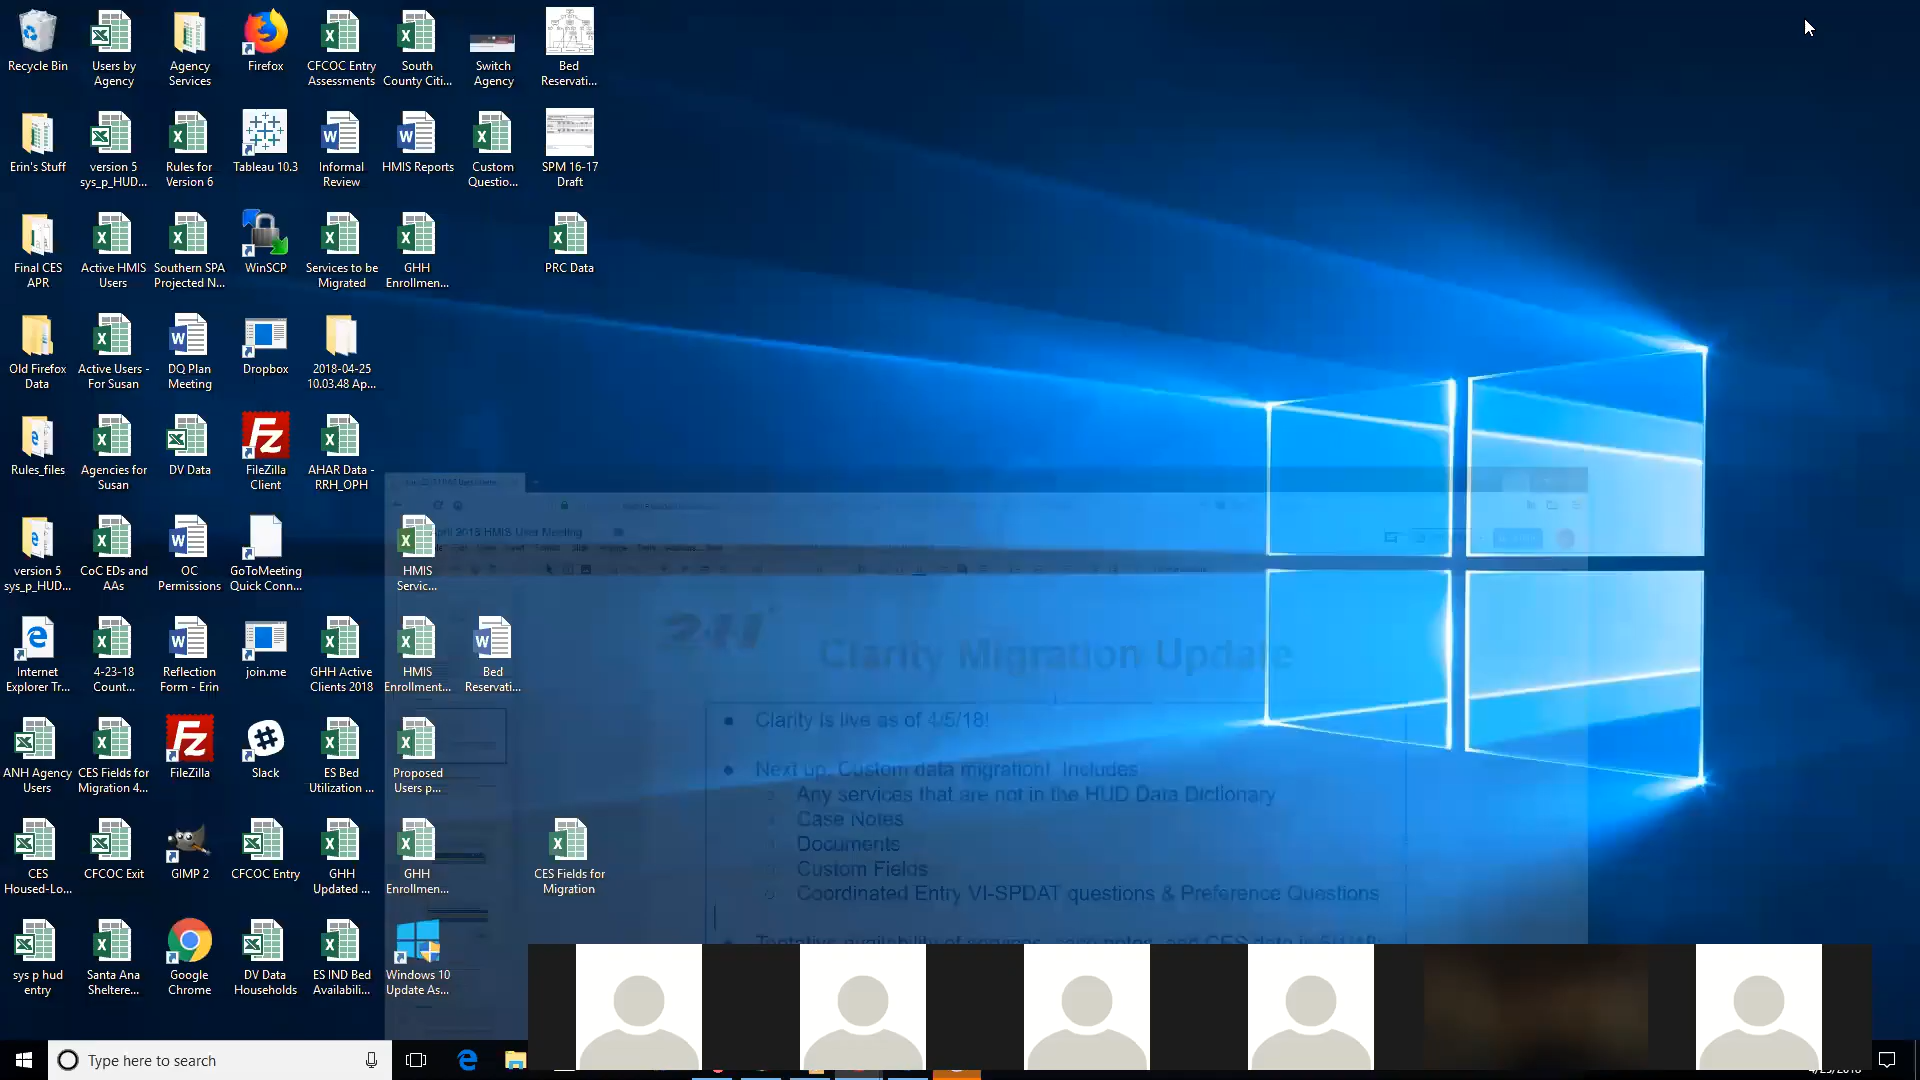 Recycle Bin
Users by
Agency
Agency
Services
Firefox
CFCOC Entry
Assessments
South
County Citi...
Switch
Agency
Bed
Reservati...
Erin's Stuff
version 5
sys_p_HUD...
Rules for
Version 6
Tableau 10.3
Informal
Review
HMIS Reports
Custom
Questio...
SPM 16-17
Draft
Final CES
APR
Active HMIS
Users
Southern SPA
Projected N...
WinSCP
Services to be
Migrated
GHH
Enrollmen...
PRC Data
Old Firefox
Data
Active Users -
For Susan
DQ Plan
Meeting
Dropbox
2018-04-25
10.03.48 Ap...
Rules_files
Agencies for
Susan
DV Data
FileZilla
Client
AHAR Data -
RRH_OPH
version 5
sys_p_HUD...
CoC EDs and
AAs
OC
Permissions
GoToMeeting
Quick Conn...
HMIS
Servic...
Internet
Explorer Tr...
4-23-18
Count...
Reflection
Form - Erin
join.me
GHH Active
Clients 2018
HMIS
Enrollment...
Bed
Reservati...
ANH Agency
Users
CES Fields for
Migration 4...
FileZilla
Slack
ES Bed
Utilization ...
Proposed
Users p...
CES
Housed-Lo...
CFCOC Exit
GIMP 2
CFCOC Entry
GHH
Updated ...
GHH
Enrollmen...
CES Fields for
Migration
sys p hud
entry
Santa Ana
Sheltere...
Google
Chrome
DV Data
Households
ES IND Bed
Availabili...
Windows 10
Update As...
April 2018 HMIS User Meeting
211
Clarity Migration Update
Clarity is live as of 4/5/18!
Next up, Custom data migration! Includes
Any services that are not in the HUD Data Dictionary
Case Notes
Documents
Custom Fields
Coordinated Entry VI-SPDAT questions & Preference Questions
Type here to search